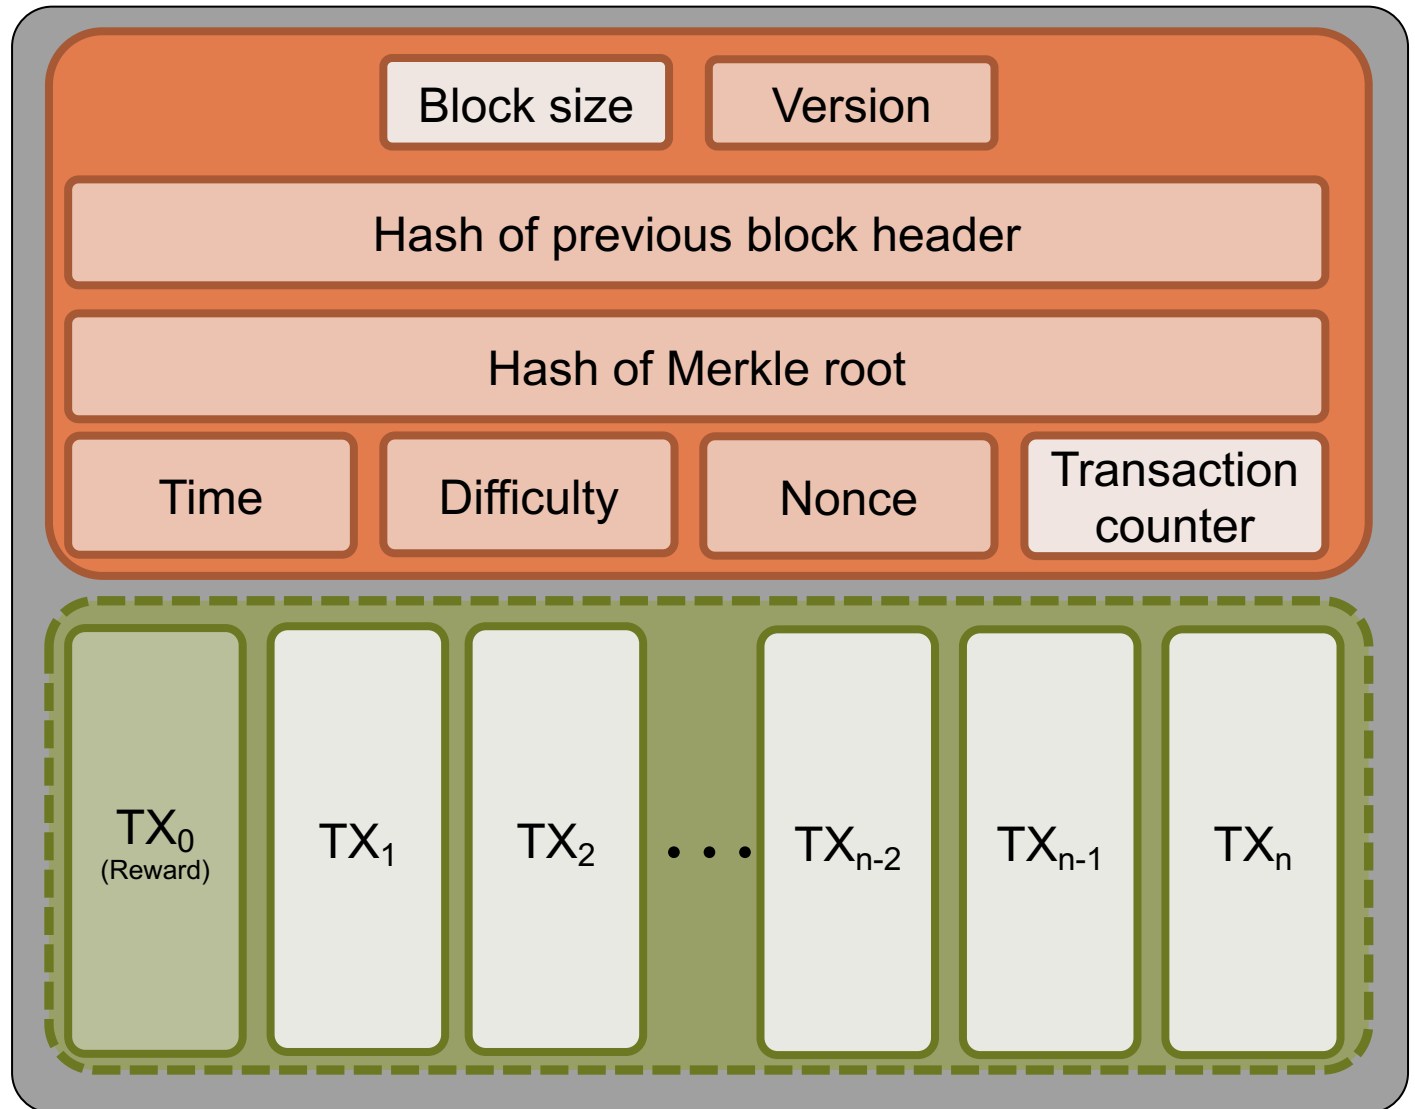 Block size
Version
Hash of previous block header
Hash of Merkle root
Time
Difficulty
Nonce
Transaction
counter
TX₀
(Reward)
TX₁
TX₂
...
TXₙ₋₂
TXₙ₋₁
TXₙ